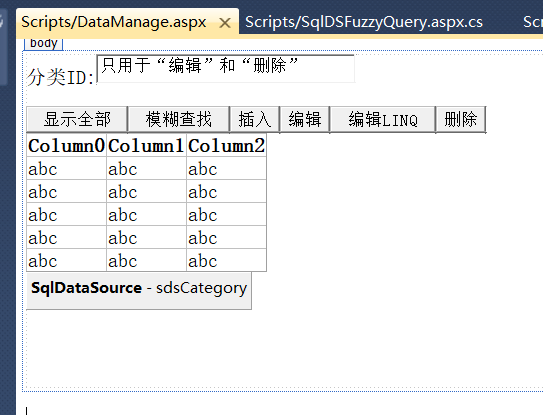 Scripts/DataManage.aspx Scripts/SqlDSFuzzyQuery.aspx.cs Sc
body
分类ID: 只用于“编辑”和“删除”
显示全部 模糊查找 插入 编辑 编辑LINQ 删除
Column0 Column1 Column2
abc abc abc
abc abc abc
abc abc abc
abc abc abc
abc abc abc
SqlDataSource - sdsCategory